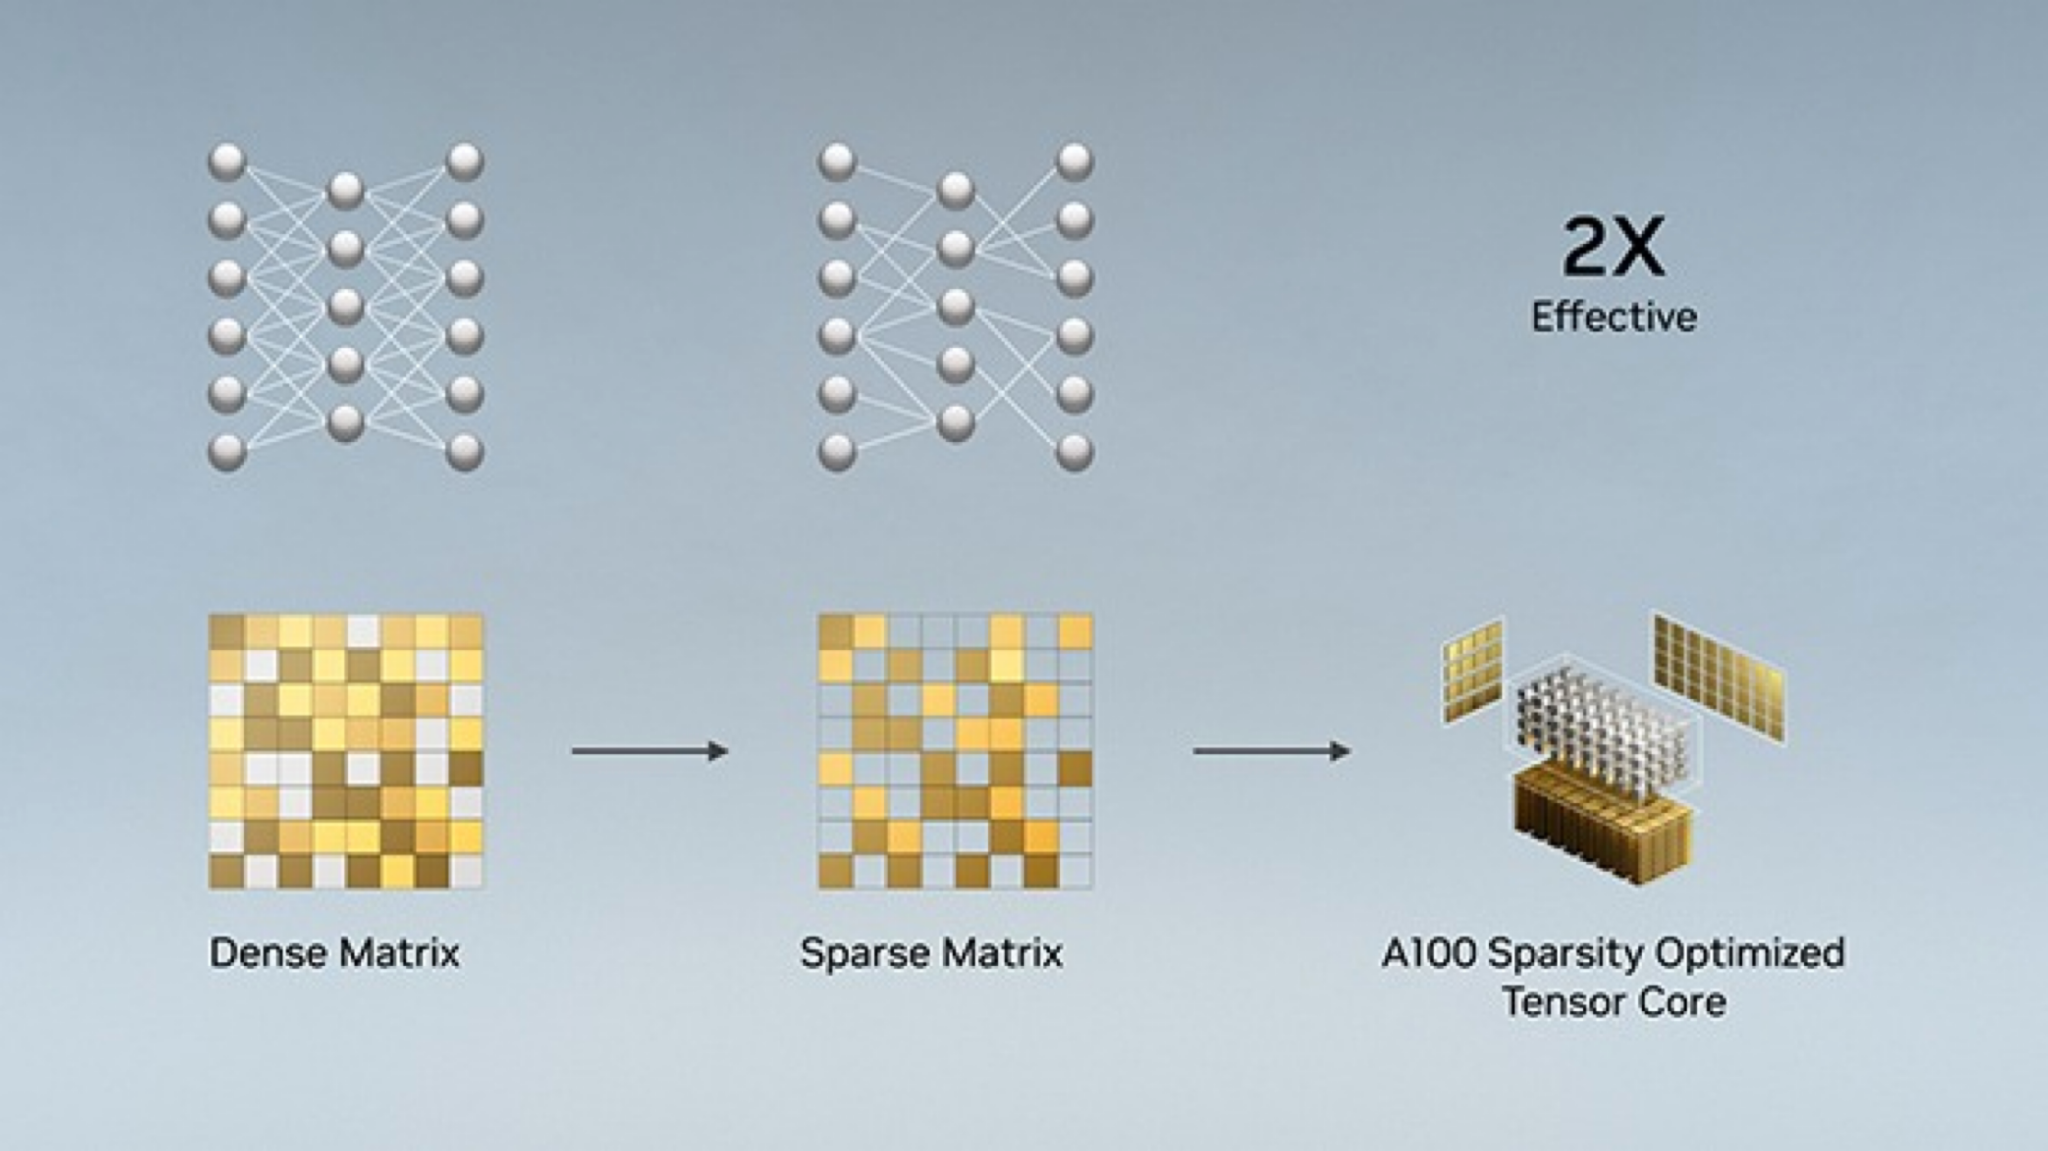 2X
Effective
Dense Matrix
Sparse Matrix
A100 Sparsity Optimized
Tensor Core